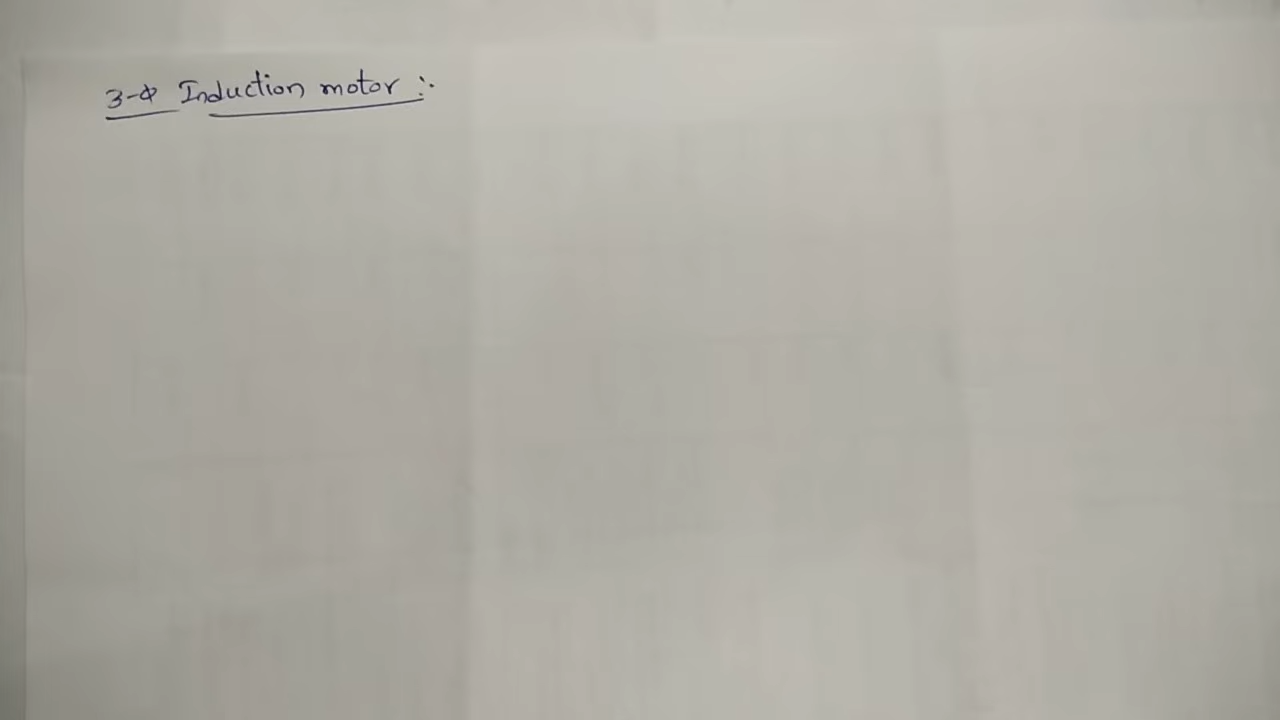 3-Φ Induction motor :-